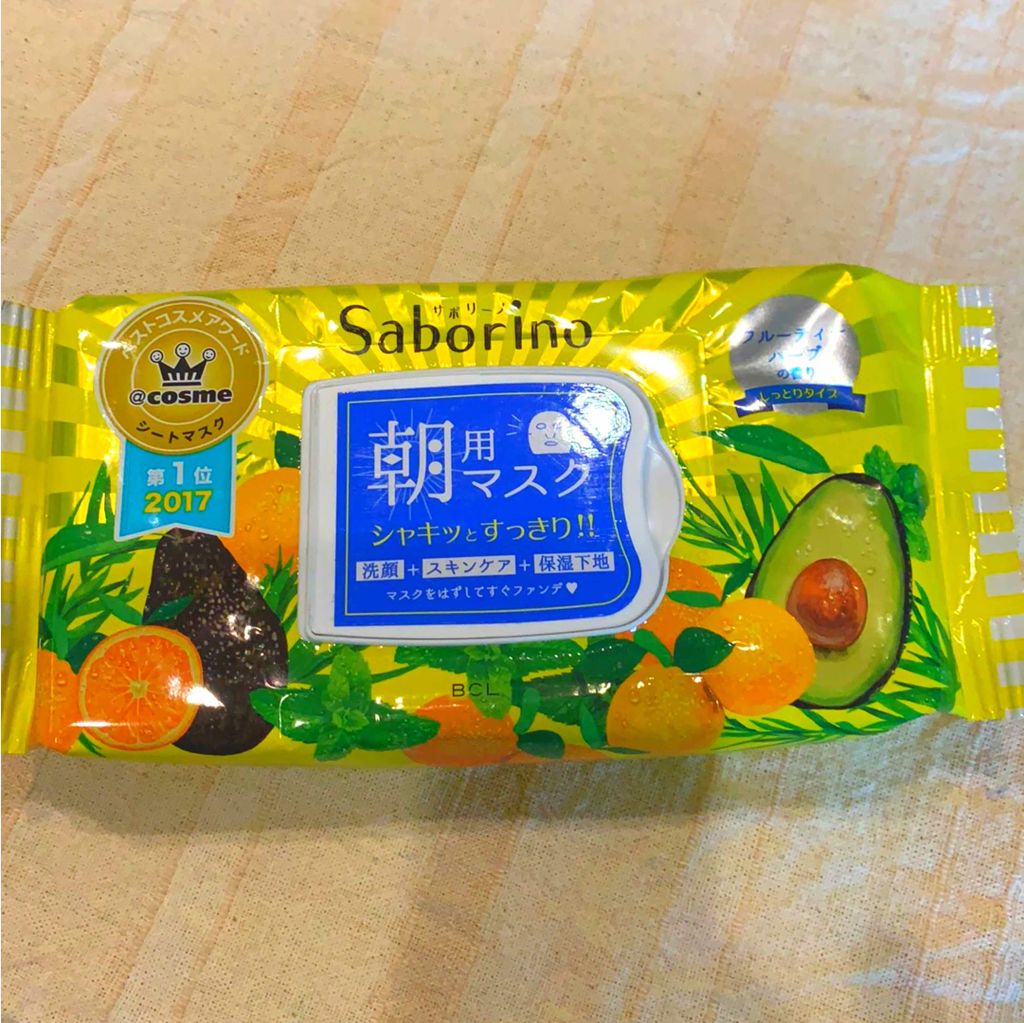 ベストコスメアワード
@cosme
シートマスク
第1位
2017
サボリーノ
Saborino
フルーティー
ハーブ
の香り
しっとりタイプ
朝用マスク
シャキッとすっきり!!
洗顔+スキンケア+保湿下地
マスクをはずしてすぐファンデ♥
BCL